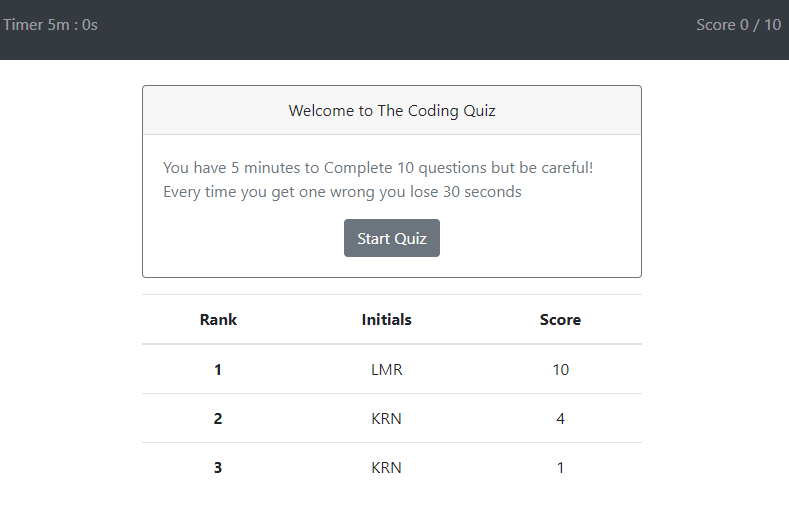 Timer 5m : 0s Score 0 / 10
Welcome to The Coding Quiz
You have 5 minutes to Complete 10 questions but be careful!
Every time you get one wrong you lose 30 seconds
Start Quiz
Rank Initials Score
1 LMR 10
2 KRN 4
3 KRN 1